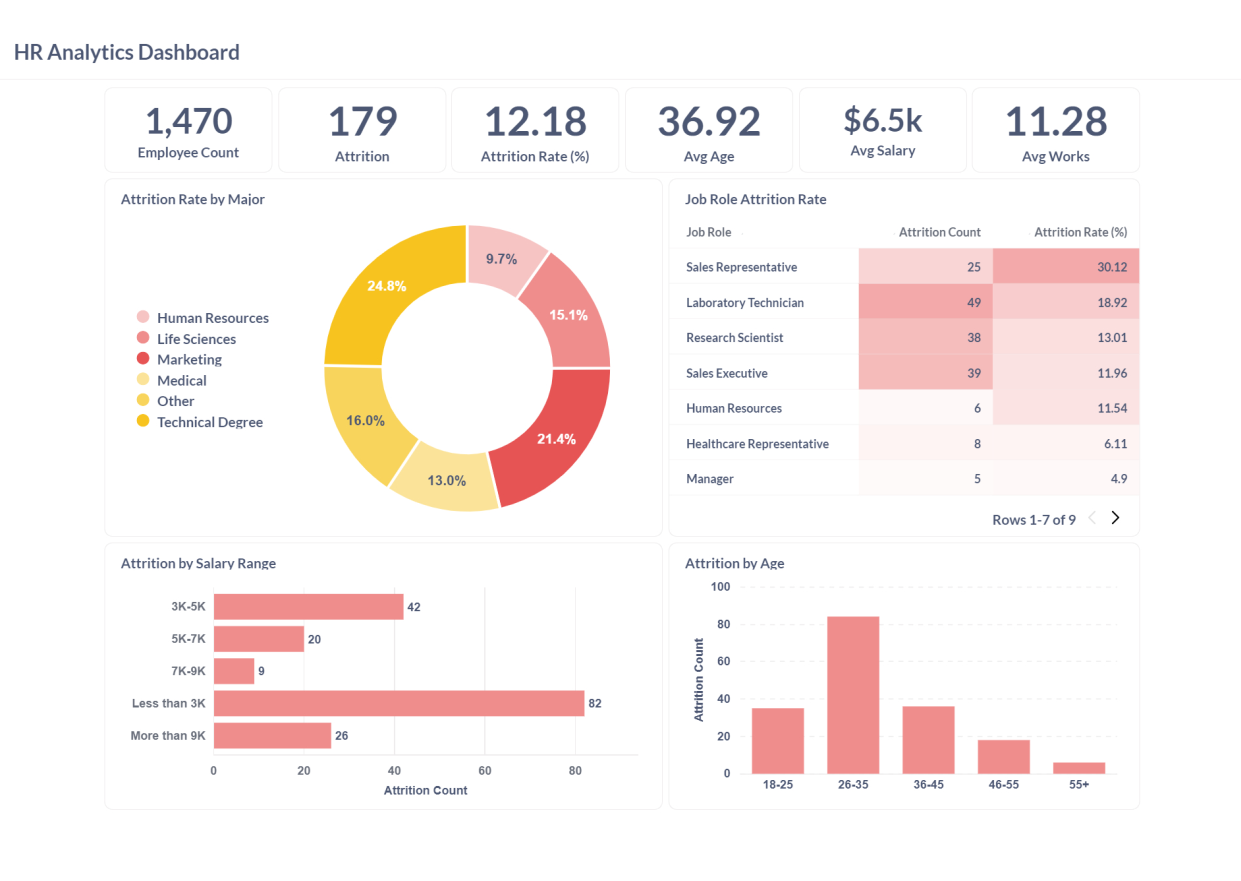 HR Analytics Dashboard
1,470
Employee Count
179
Attrition
12.18
Attrition Rate (%)
36.92
Avg Age
$6.5k
Avg Salary
11.28
Avg Works
Attrition Rate by Major
Human Resources
Life Sciences
Marketing
Medical
Other
Technical Degree
9.7%
15.1%
21.4%
13.0%
16.0%
24.8%
Job Role Attrition Rate
Job Role Attrition Count Attrition Rate (%)
Sales Representative 25 30.12
Laboratory Technician 49 18.92
Research Scientist 38 13.01
Sales Executive 39 11.96
Human Resources 6 11.54
Healthcare Representative 8 6.11
Manager 5 4.9
Rows 1-7 of 9
Attrition by Salary Range
3K-5K 42
5K-7K 20
7K-9K 9
Less than 3K 82
More than 9K 26
0 20 40 60 80
Attrition Count
Attrition by Age
Attrition Count
100
80
60
40
20
0
18-25 26-35 36-45 46-55 55+